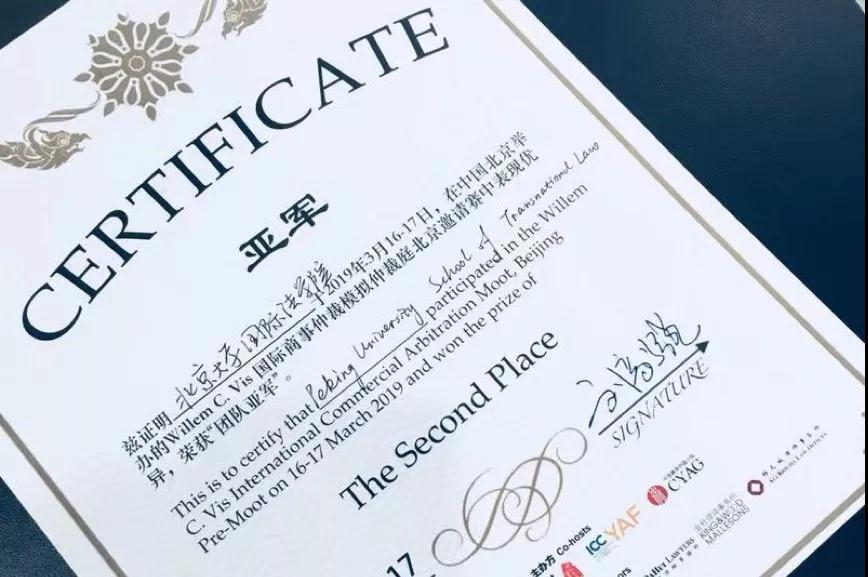 CERTIFICATE
亚军
兹证明 北京大学国际法学院 于2019年3月16-17日,在中国北京举
办的Willem C. Vis 国际商事仲裁模拟仲裁庭北京邀请赛中表现优
异,荣获“团队亚军”。
This is to certify that Peking University School of Transnational Law participated in the Willem
C. Vis International Commercial Arbitration Moot, Beijing
Pre-Moot on 16-17 March 2019 and won the prize of
The Second Place
SIGNATURE
17
主办方 Co-hosts
ICC YAF
CYAG
KING&WOOD
MALLESONS